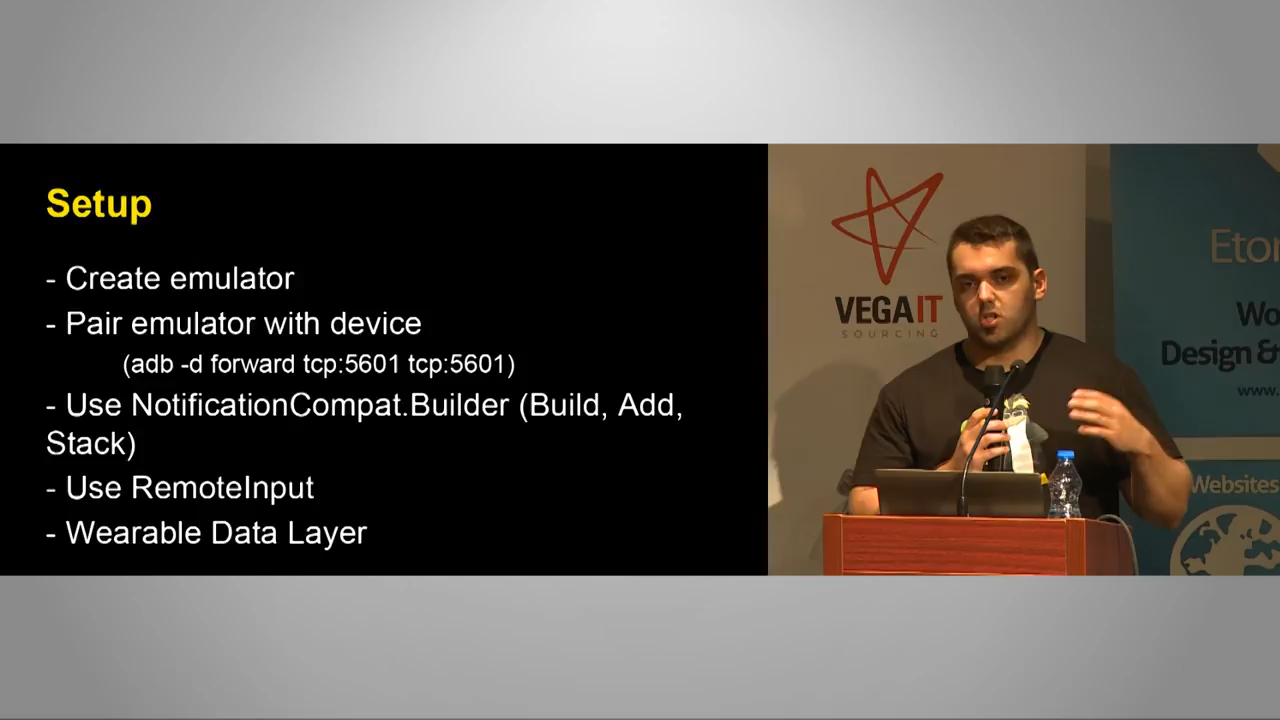 Setup
- Create emulator
- Pair emulator with device
(adb -d forward tcp:5601 tcp:5601)
- Use NotificationCompat.Builder (Build, Add,
Stack)
- Use RemoteInput
- Wearable Data Layer
VEGA IT
SOURCING
Design &
www.
Websites